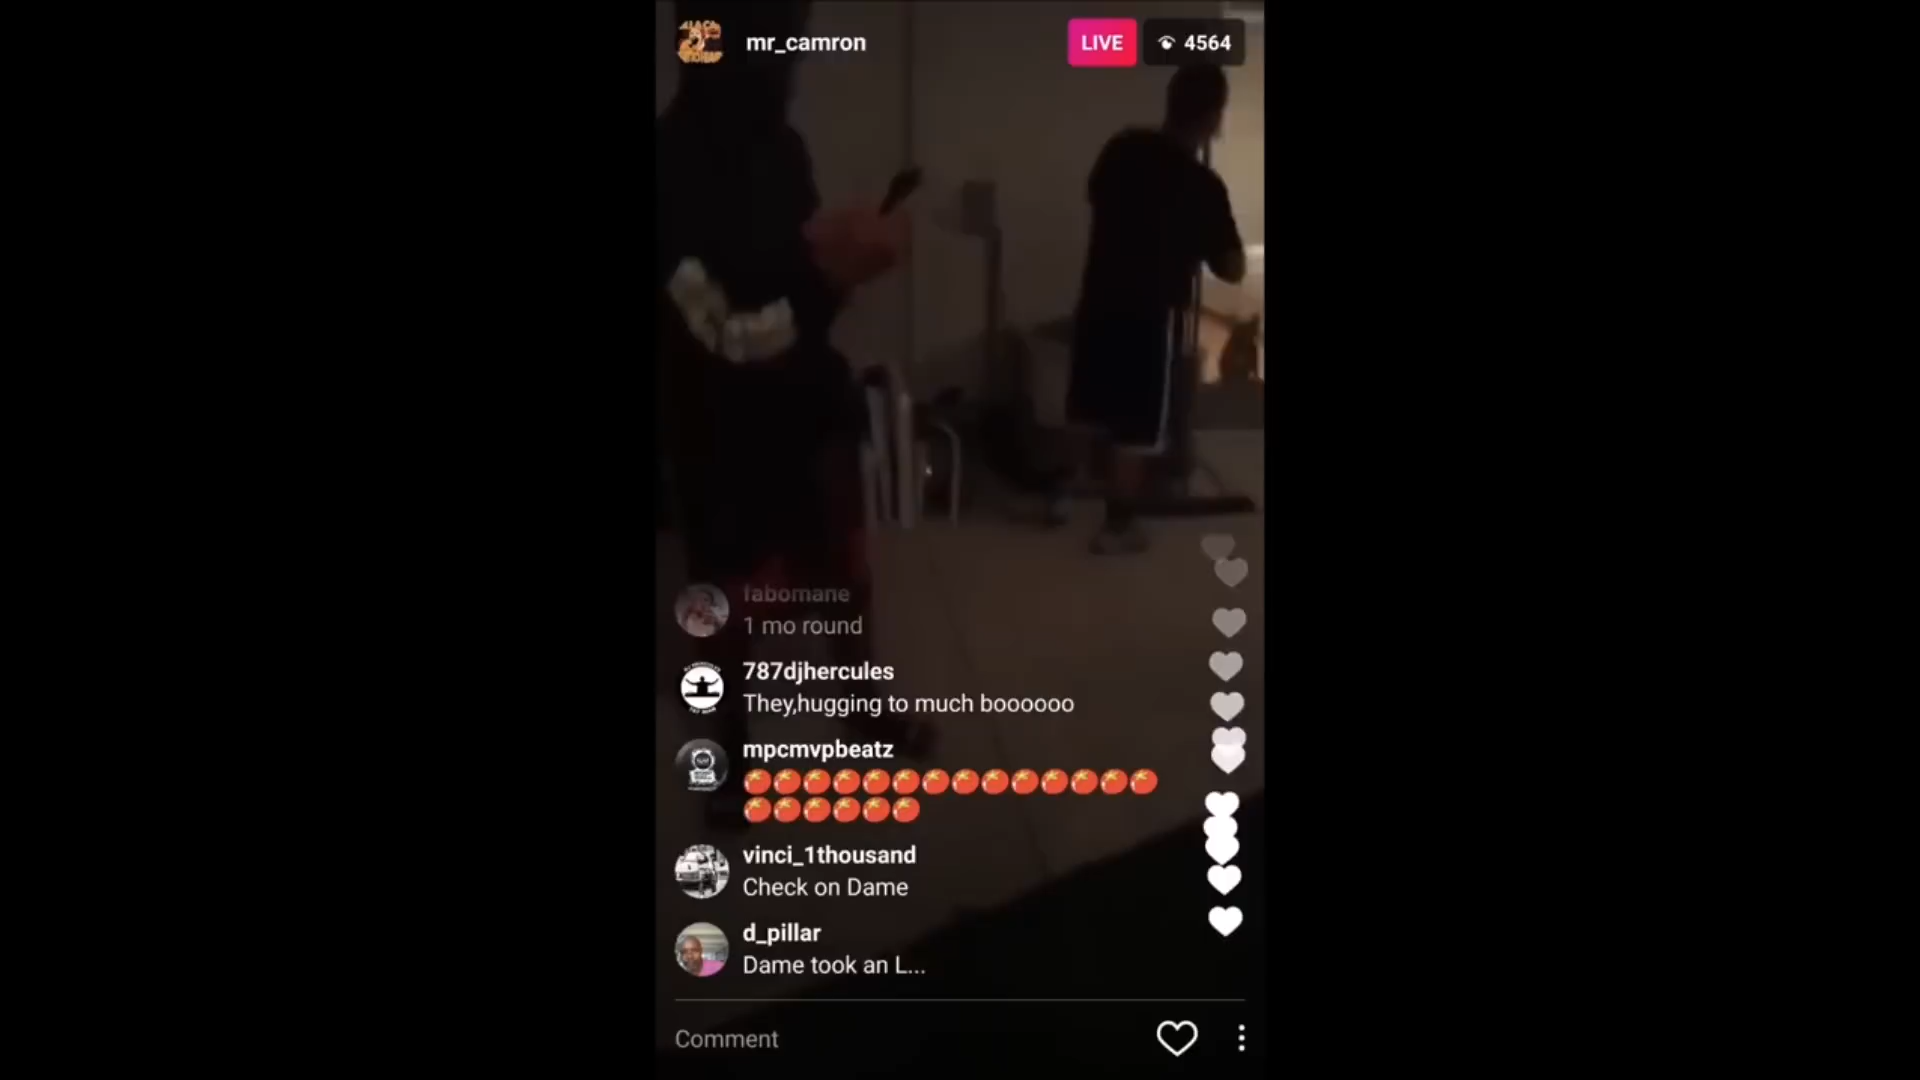 mr_camron
LIVE
4564
fabomane
1 mo round
787djhercules
They,hugging to much boooooo
mpcmvpbeatz
vinci_1thousand
Check on Dame
d_pillar
Dame took an L...
Comment